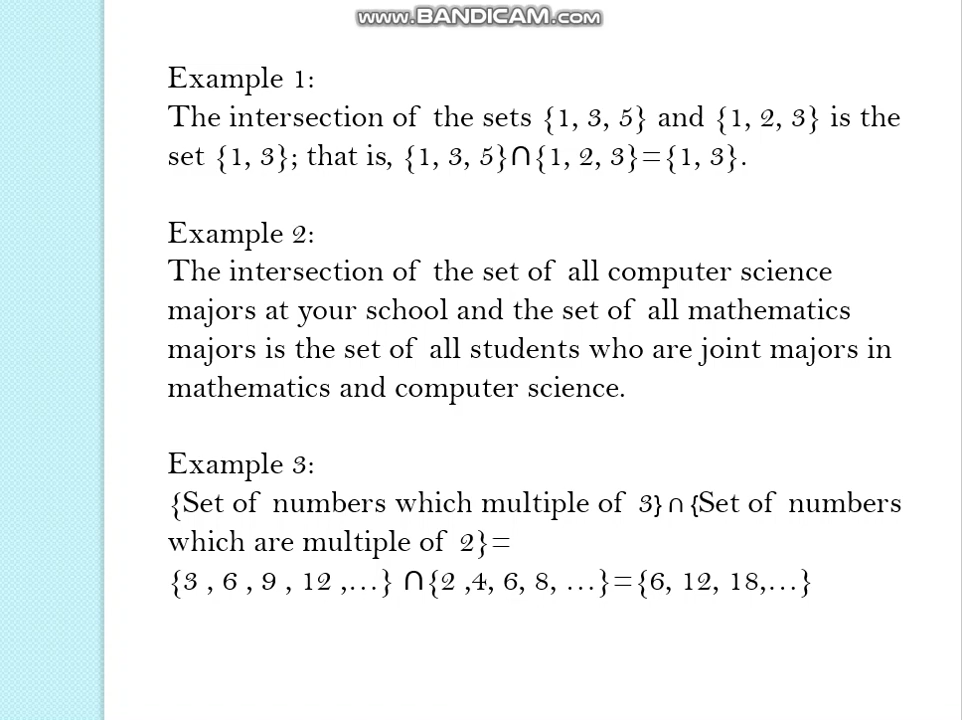 www.BANDICAM.com
Example 1:
The intersection of the sets {1, 3, 5} and {1, 2, 3} is the
set {1, 3}; that is, {1, 3, 5}∩{1, 2, 3}={1, 3}.
Example 2:
The intersection of the set of all computer science
majors at your school and the set of all mathematics
majors is the set of all students who are joint majors in
mathematics and computer science.
Example 3:
{Set of numbers which multiple of 3}∩{Set of numbers
which are multiple of 2}=
{3 , 6 , 9 , 12 ,…} ∩{2 ,4, 6, 8, …}={6, 12, 18,…}